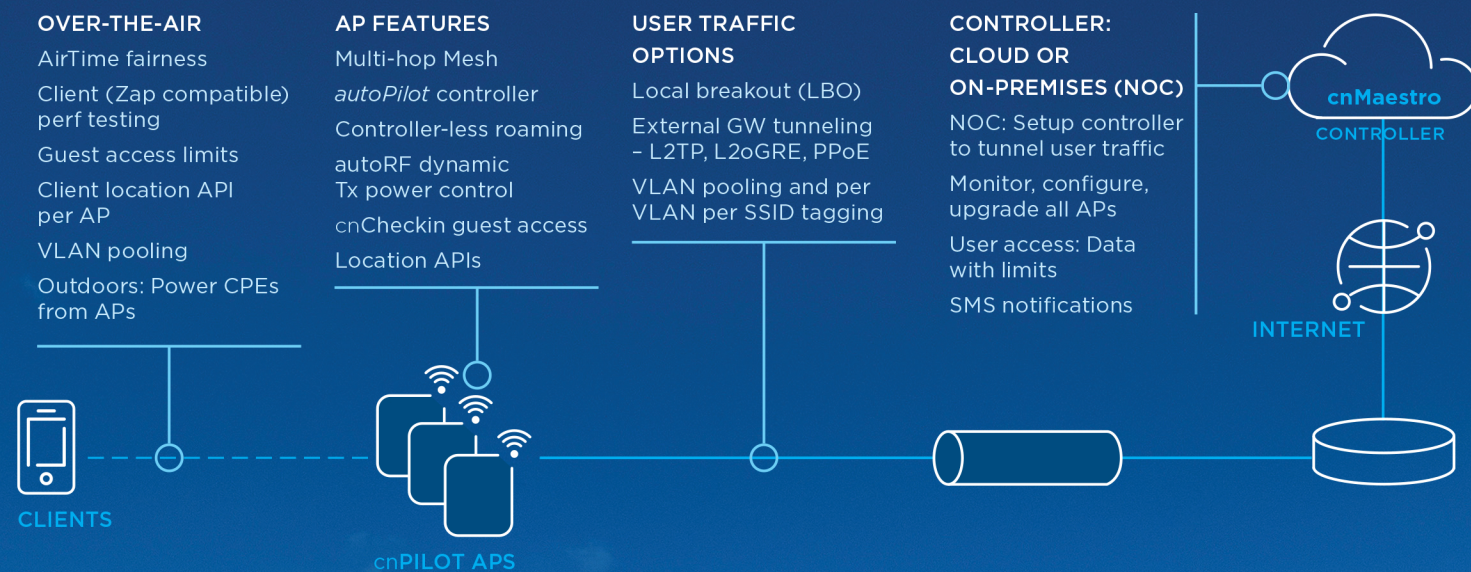 OVER-THE-AIR
AirTime fairness
Client (Zap compatible)
perf testing
Guest access limits
Client location API
per AP
VLAN pooling
Outdoors: Power CPEs
from APs
AP FEATURES
Multi-hop Mesh
autoPilot controller
Controller-less roaming
autoRF dynamic
Tx power control
cnCheckin guest access
Location APIs
USER TRAFFIC
OPTIONS
Local breakout (LBO)
External GW tunneling
– L2TP, L2oGRE, PPoE
VLAN pooling and per
VLAN per SSID tagging
CONTROLLER:
CLOUD OR
ON-PREMISES (NOC)
NOC: Setup controller
to tunnel user traffic
Monitor, configure,
upgrade all APs
User access: Data
with limits
SMS notifications
cnMaestro
CONTROLLER
INTERNET
CLIENTS
cnPILOT APS